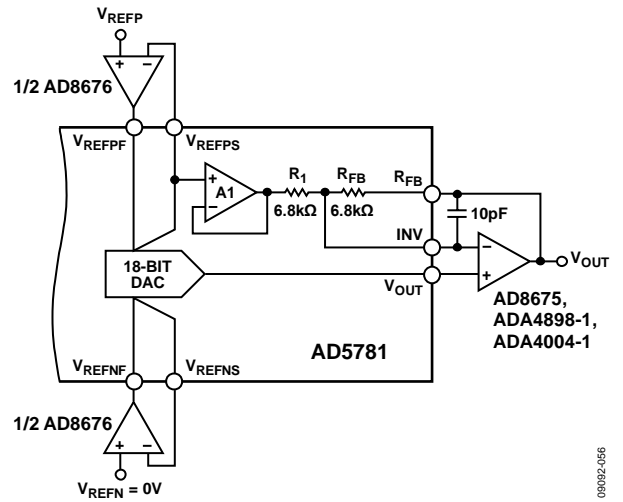 VREFP
1/2 AD8676
+ −
VREFPF
VREFPS
A1
+
−
R1
6.8kΩ
RFB
6.8kΩ
RFB
10pF
INV
−
+
VOUT
18-BIT
DAC
VOUT
AD8675,
ADA4898-1,
ADA4004-1
AD5781
VREFNF
VREFNS
1/2 AD8676
+ −
VREFN = 0V
09092-056